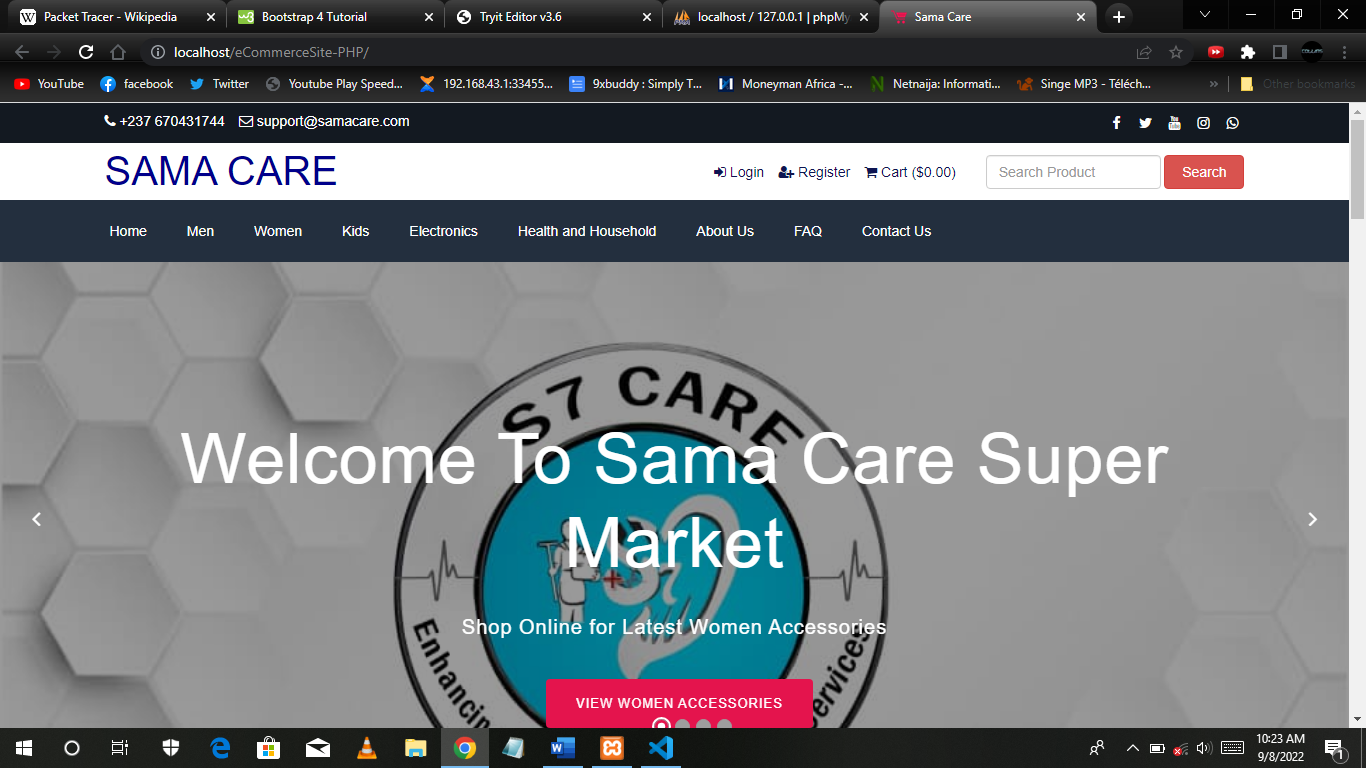 Packet Tracer - Wikipedia
Bootstrap 4 Tutorial
Tryit Editor v3.6
localhost / 127.0.0.1 | phpMy
Sama Care
localhost/eCommerceSite-PHP/
YouTube
facebook
Twitter
Youtube Play Speed...
192.168.43.1:33455...
9xbuddy : Simply T...
Moneyman Africa -...
Netnaija: Informati...
Singe MP3 - Téléch...
»
Other bookmarks
+237 670431744 support@samacare.com
SAMA CARE
Login Register Cart ($0.00) Search Product Search
Home Men Women Kids Electronics Health and Household About Us FAQ Contact Us
S7 CARE
Welcome To Sama Care Super
Market
Shop Online for Latest Women Accessories
Enhancin
Services
VIEW WOMEN ACCESSORIES
10:23 AM
9/8/2022
1